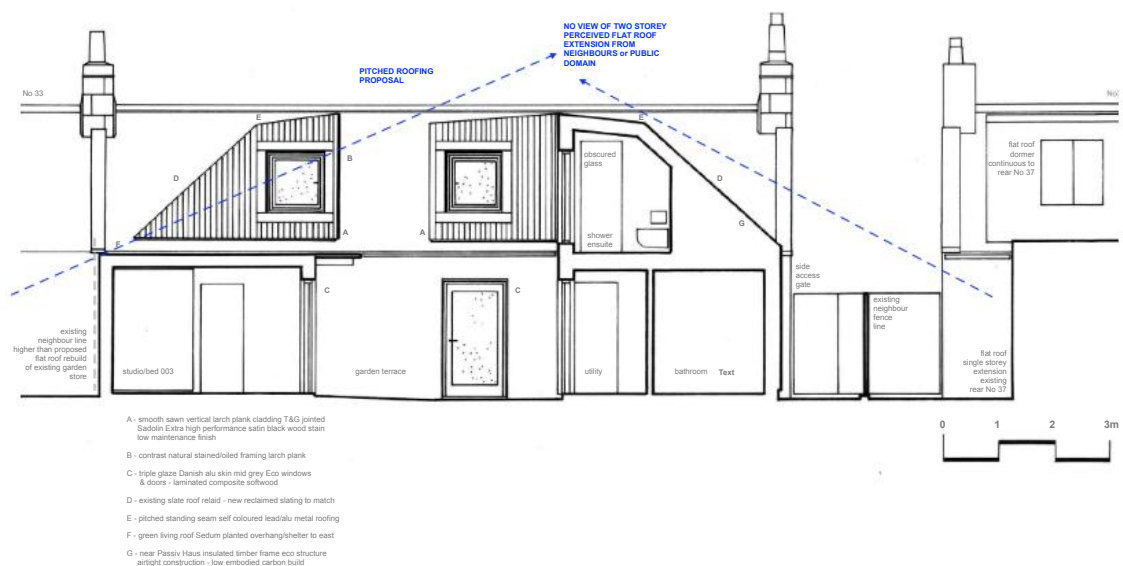 NO VIEW OF TWO STOREY
PERCEIVED FLAT ROOF
EXTENSION FROM
NEIGHBOURS or PUBLIC
DOMAIN
PITCHED ROOFING
PROPOSAL
No 33
E
B
D
A
E
A
obscured
glass
shower
ensuite
E
D
G
flat roof
dormer
continuous to
rear No 37
existing
neighbour line
higher than proposed
flat roof rebuild
of existing garden
store
studio/bed 003
C
garden terrace
C
utility
bathroom Text
side
access
gate
existing
neighbour
fence
line
flat roof
single storey
extension
existing
rear No 37
A - smooth sawn vertical larch plank cladding T&G jointed
Sadolin Extra high performance satin black wood stain
low maintenance finish
B - contrast natural stained/oiled framing larch plank
C - triple glaze Danish alu skin mid grey Eco windows
& doors - laminated composite softwood
D - existing slate roof relaid - new reclaimed slating to match
E - pitched standing seam self coloured lead/alu metal roofing
F - green living roof Sedum planted overhang/shelter to east
G - near Passiv Haus insulated timber frame eco structure
airtight construction - low embodied carbon build
0 1 2 3m